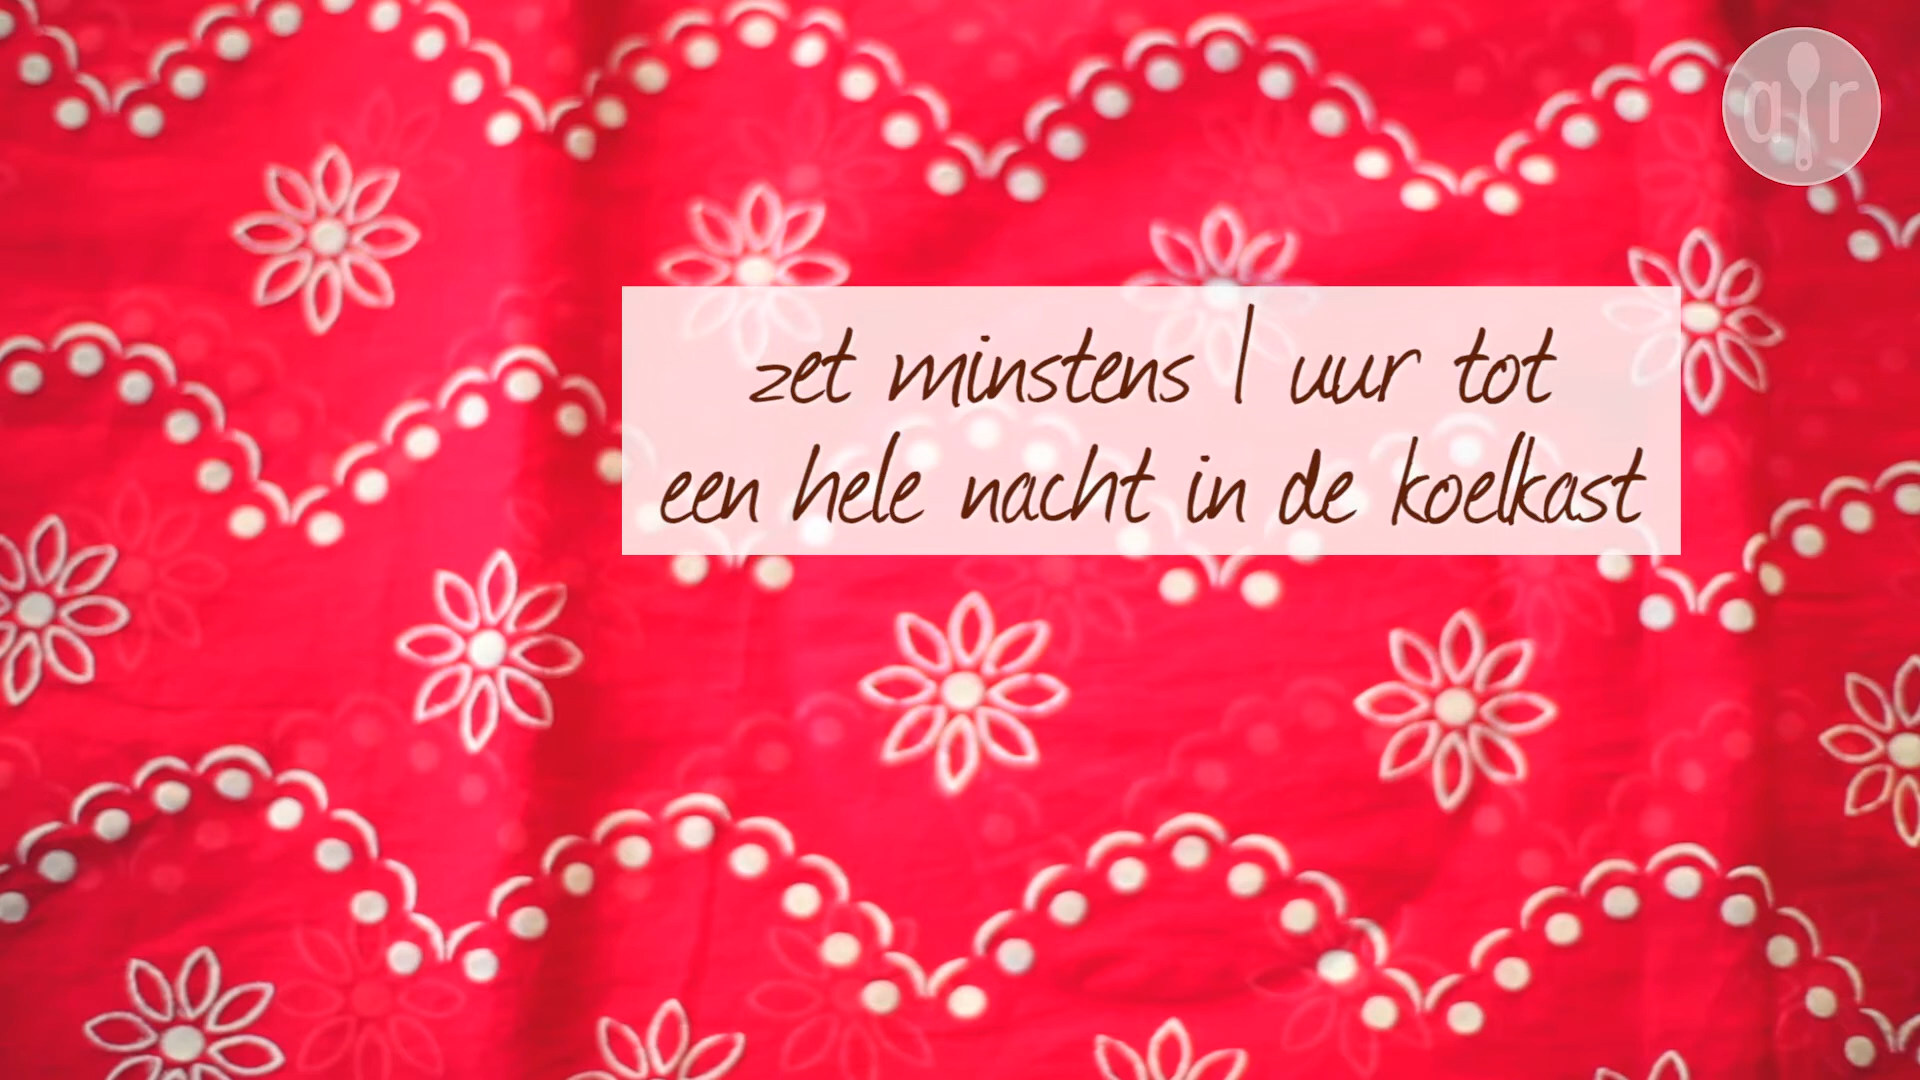 a r
zet minstens 1 uur tot
een hele nacht in de koelkast